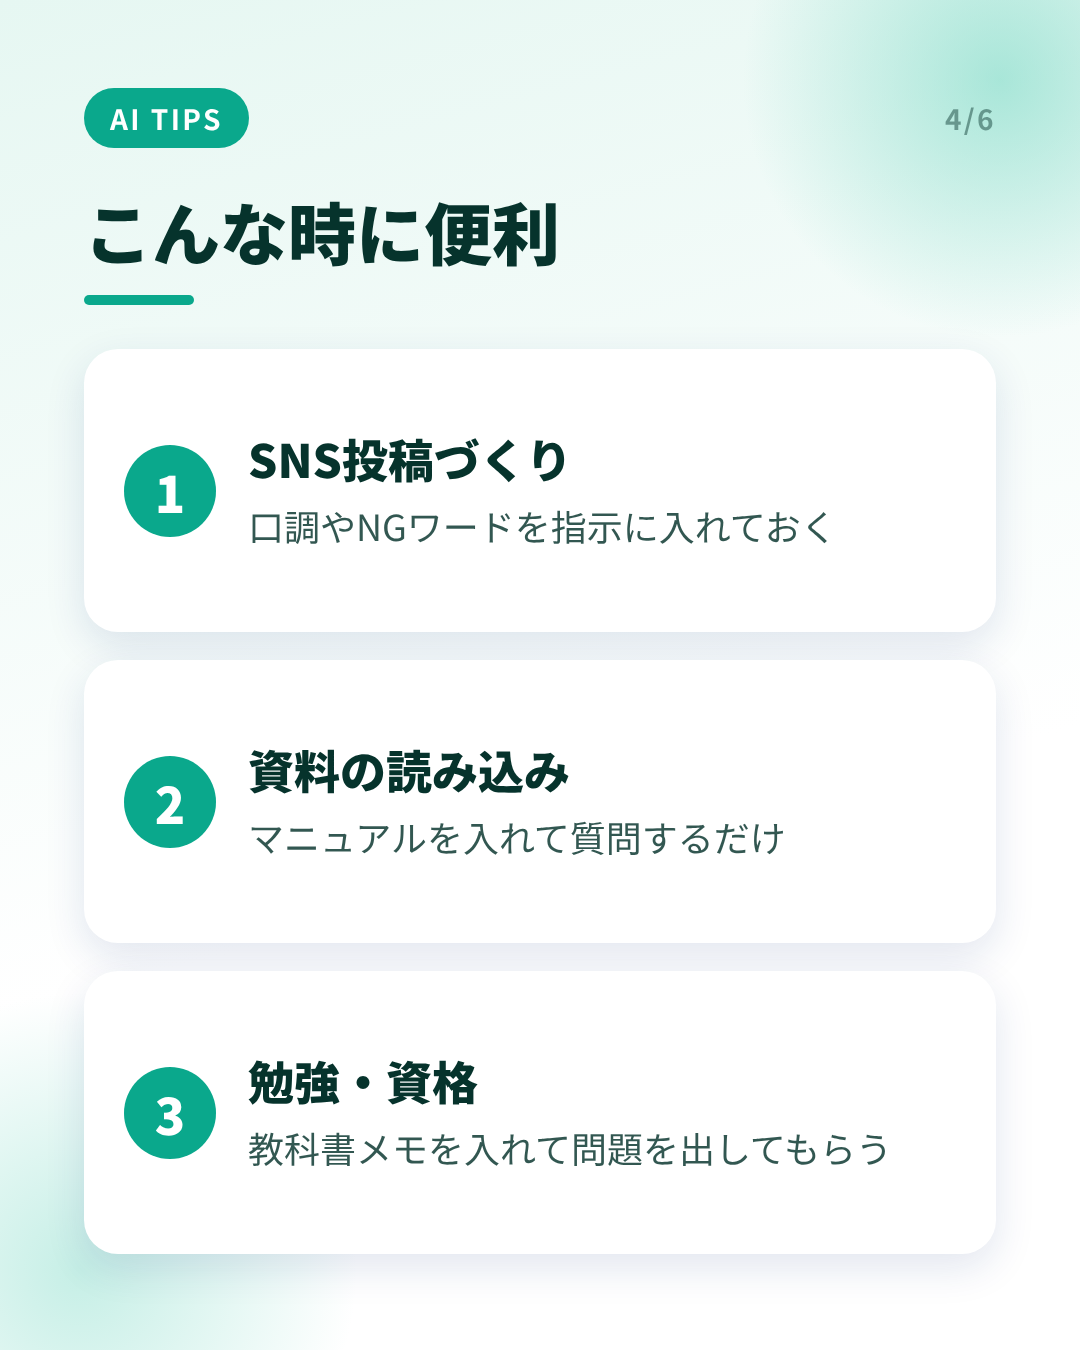 AI TIPS
4/6
こんな時に便利
1
SNS投稿づくり
口調やNGワードを指示に入れておく
2
資料の読み込み
マニュアルを入れて質問するだけ
3
勉強・資格
教科書メモを入れて問題を出してもらう